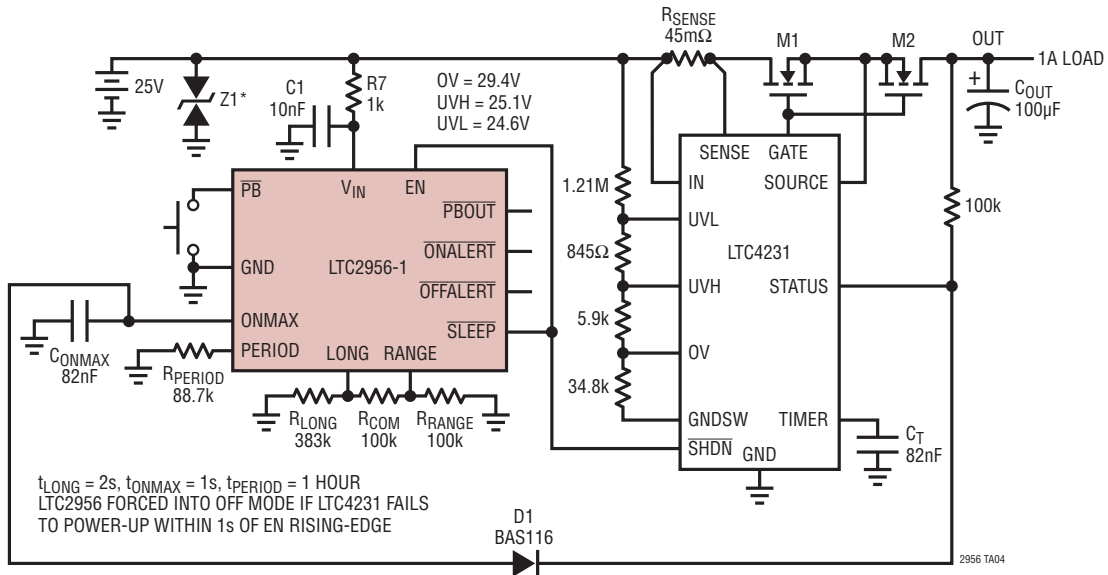 RSENSE
45mΩ
M1
M2
OUT
1A LOAD
25V
Z1*
C1
10nF
R7
1k
OV = 29.4V
UVH = 25.1V
UVL = 24.6V
+
COUT
100µF
PB
VIN
EN
PBOUT
GND
LTC2956-1
ONALERT
OFFALERT
ONMAX
SLEEP
PERIOD
LONG
RANGE
CONMAX
82nF
RPERIOD
88.7k
RLONG
383k
RCOM
100k
RRANGE
100k
1.21M
845Ω
5.9k
34.8k
SENSE
GATE
IN
SOURCE
UVL
LTC4231
UVH
STATUS
OV
GNDSW
TIMER
SHDN
GND
100k
CT
82nF
tLONG = 2s, tONMAX = 1s, tPERIOD = 1 HOUR
LTC2956 FORCED INTO OFF MODE IF LTC4231 FAILS
TO POWER-UP WITHIN 1s OF EN RISING-EDGE
D1
BAS116
2956 TA04